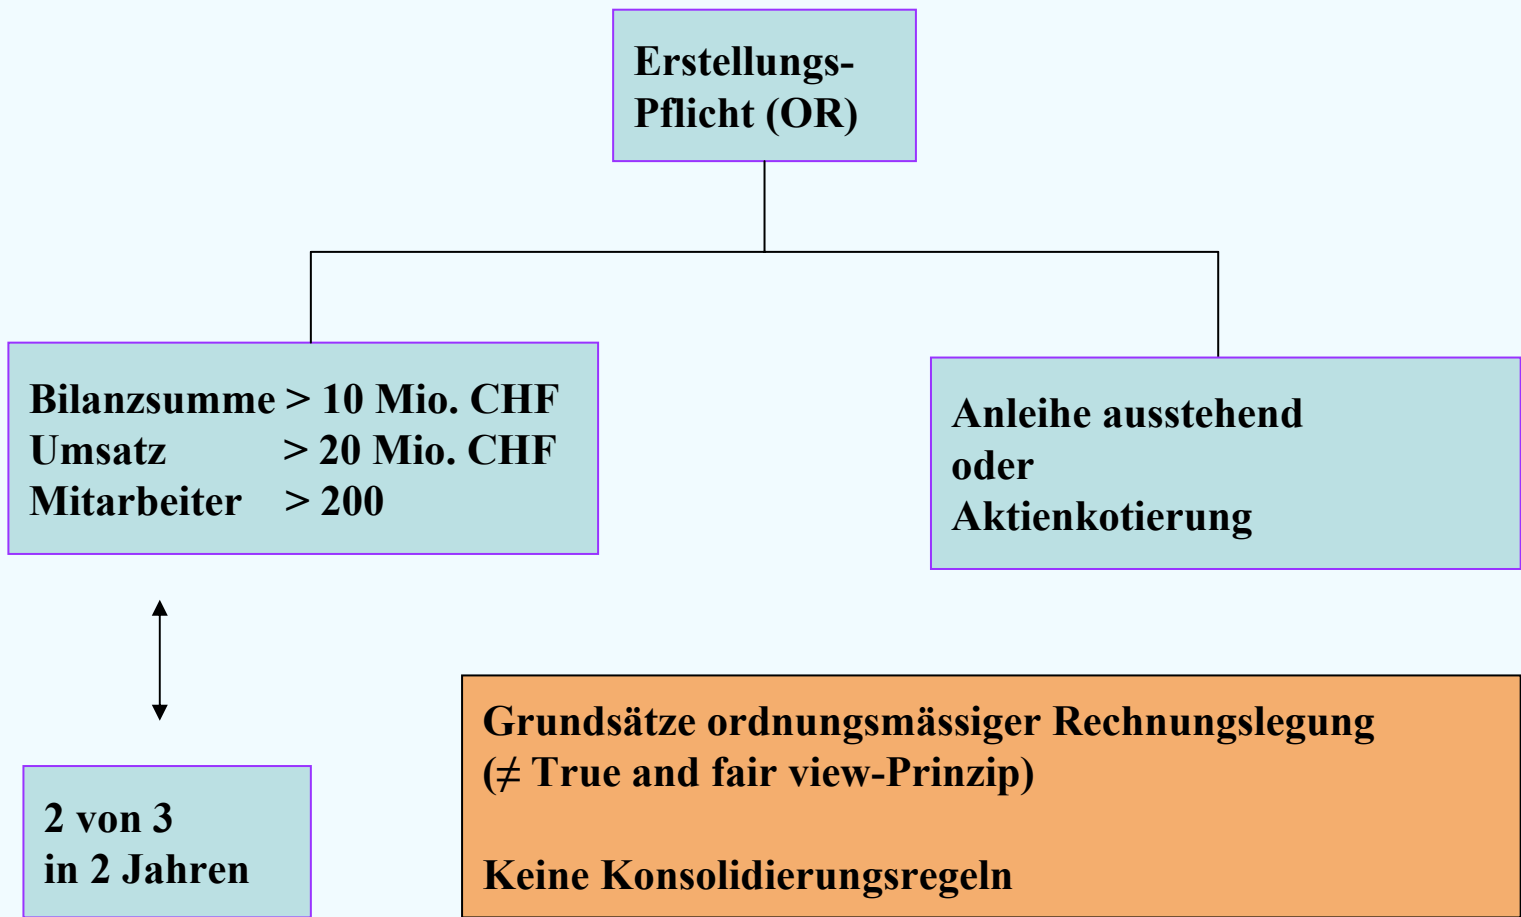 Erstellungs-
Pflicht (OR)
Bilanzsumme > 10 Mio. CHF
Umsatz > 20 Mio. CHF
Mitarbeiter > 200
Anleihe ausstehend
oder
Aktienkotierung
2 von 3
in 2 Jahren
Grundsätze ordnungsmässiger Rechnungslegung
(≠ True and fair view-Prinzip)
Keine Konsolidierungsregeln